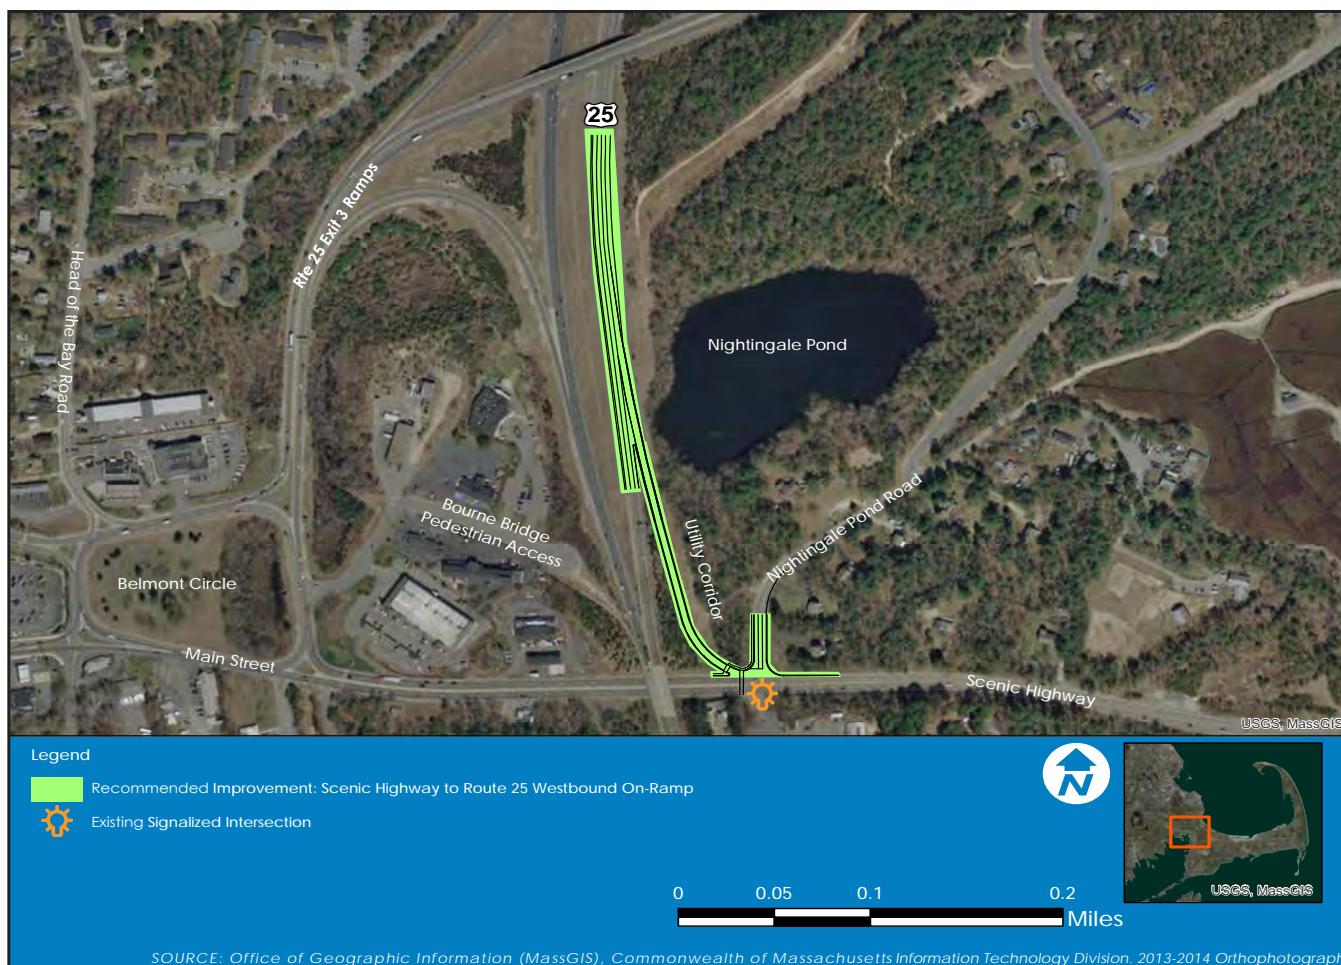 25
Rte 25 Exit 3 Ramps
Head of the Bay Road
Nightingale Pond
Bourne Bridge
Pedestrian Access
Utility Corridor
Nightingale Pond Road
Belmont Circle
Main Street
Scenic Highway
USGS, MassGIS
Legend
Recommended Improvement: Scenic Highway to Route 25 Westbound On-Ramp
Existing Signalized Intersection
N
USGS, MassGIS
0 0.05 0.1 0.2
Miles
SOURCE: Office of Geographic Information (MassGIS), Commonwealth of Massachusetts Information Technology Division. 2013-2014 Orthophotograph